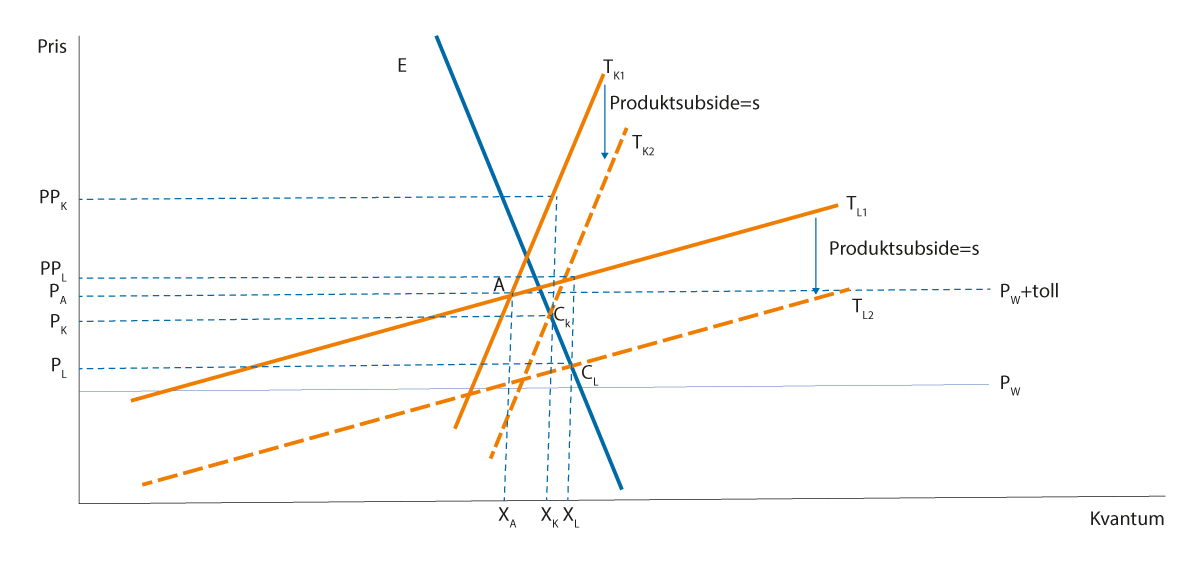 Pris
E
TK1
Produktsubside=s
TK2
PPK
TL1
Produktsubside=s
PPL
A
PA
PW+toll
TL2
PK
Ck
PL
CL
PW
XA
XK
XL
Kvantum